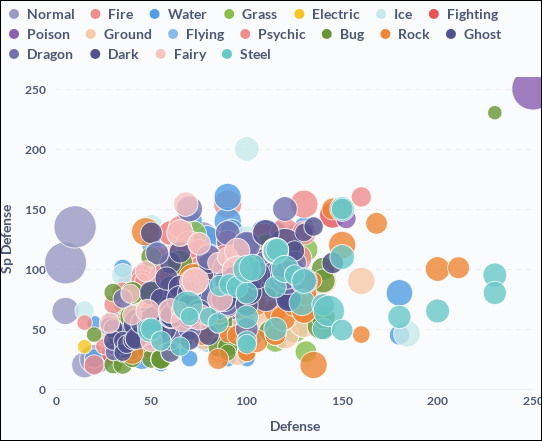 Normal Fire Water Grass Electric Ice Fighting
Poison Ground Flying Psychic Bug Rock Ghost
Dragon Dark Fairy Steel
250
200
150
100
50
0
Sp Defense
0 50 100 150 200 250
Defense